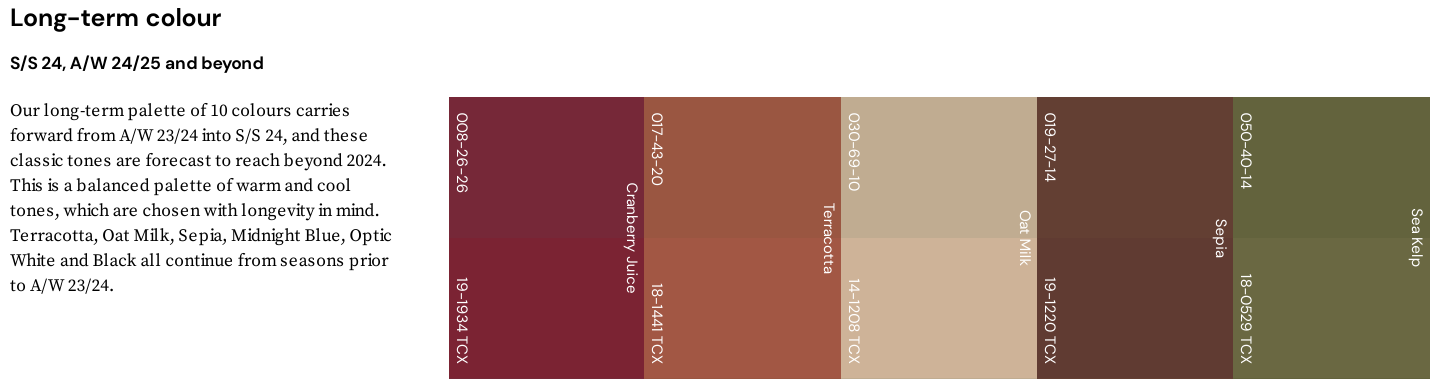 Long-term colour
S/S 24, A/W 24/25 and beyond
Our long-term palette of 10 colours carries
forward from A/W 23/24 into S/S 24, and these
classic tones are forecast to reach beyond 2024.
This is a balanced palette of warm and cool
tones, which are chosen with longevity in mind.
Terracotta, Oat Milk, Sepia, Midnight Blue, Optic
White and Black all continue from seasons prior
to A/W 23/24.
008-26-26
Cranberry Juice
19-1934 TCX
017-43-20
Terracotta
18-1441 TCX
030-69-10
Oat Milk
14-1208 TCX
019-27-14
Sepia
19-1220 TCX
050-40-14
Sea Kelp
18-0529 TCX